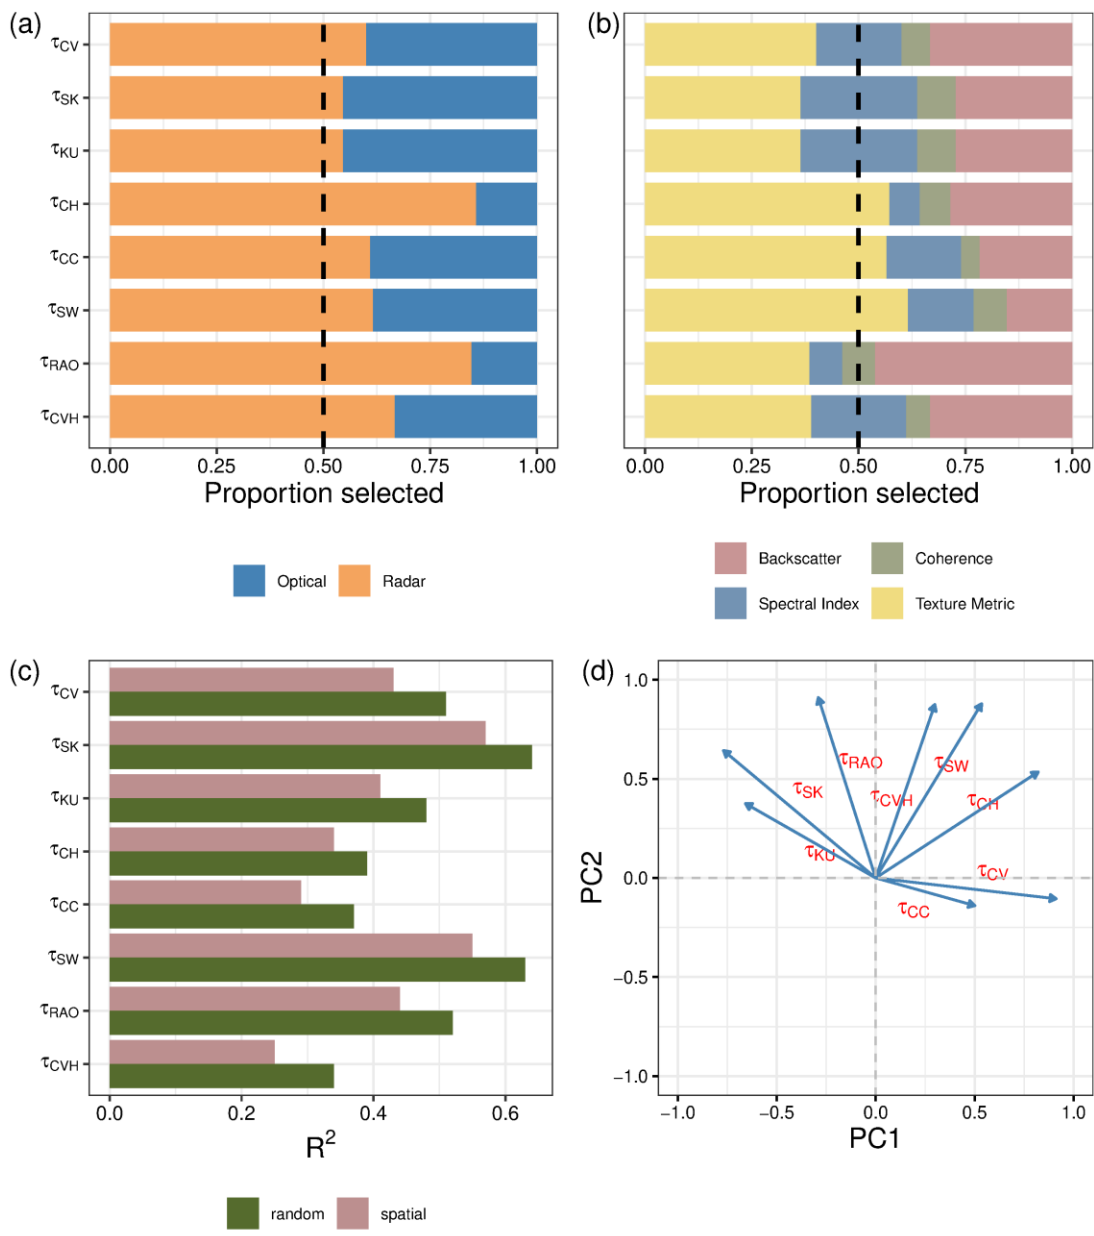 (a)
τCV
τSK
τKU
τCH
τCC
τSW
τRAO
τCVH
0.00 0.25 0.50 0.75 1.00
Proportion selected
Optical Radar
(b)
0.00 0.25 0.50 0.75 1.00
Proportion selected
Backscatter Coherence
Spectral Index Texture Metric
(c)
τCV
τSK
τKU
τCH
τCC
τSW
τRAO
τCVH
0.0 0.2 0.4 0.6
R²
random spatial
(d)
1.0
0.5
0.0
−0.5
−1.0
PC2
τRAO
τSW
τSK
τCVH
τCH
τKU
τCV
τCC
−1.0 −0.5 0.0 0.5 1.0
PC1